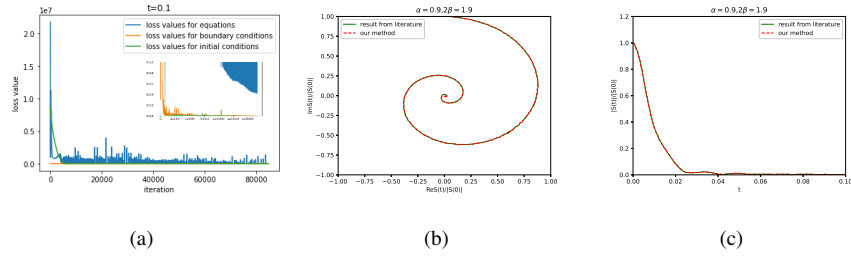 t=0.1
1e7
loss values for equations
loss values for boundary conditions
loss values for initial conditions
loss value
2.0
1.5
1.0
0.5
0.0
0 20000 40000 60000 80000
iteration
(a)
α = 0.9,2β = 1.9
result from literature
our method
ImS(t)/|S(0)|
1.00
0.75
0.50
0.25
0.00
−0.25
−0.50
−0.75
−1.00
−1.00 −0.75 −0.50 −0.25 0.00 0.25 0.50 0.75 1.00
ReS(t)/|S(0)|
(b)
α = 0.9,2β = 1.9
result from literature
our method
|S(t)|/|S(0)|
1.2
1.0
0.8
0.6
0.4
0.2
0.0
0.00 0.02 0.04 0.06 0.08 0.10
t
(c)